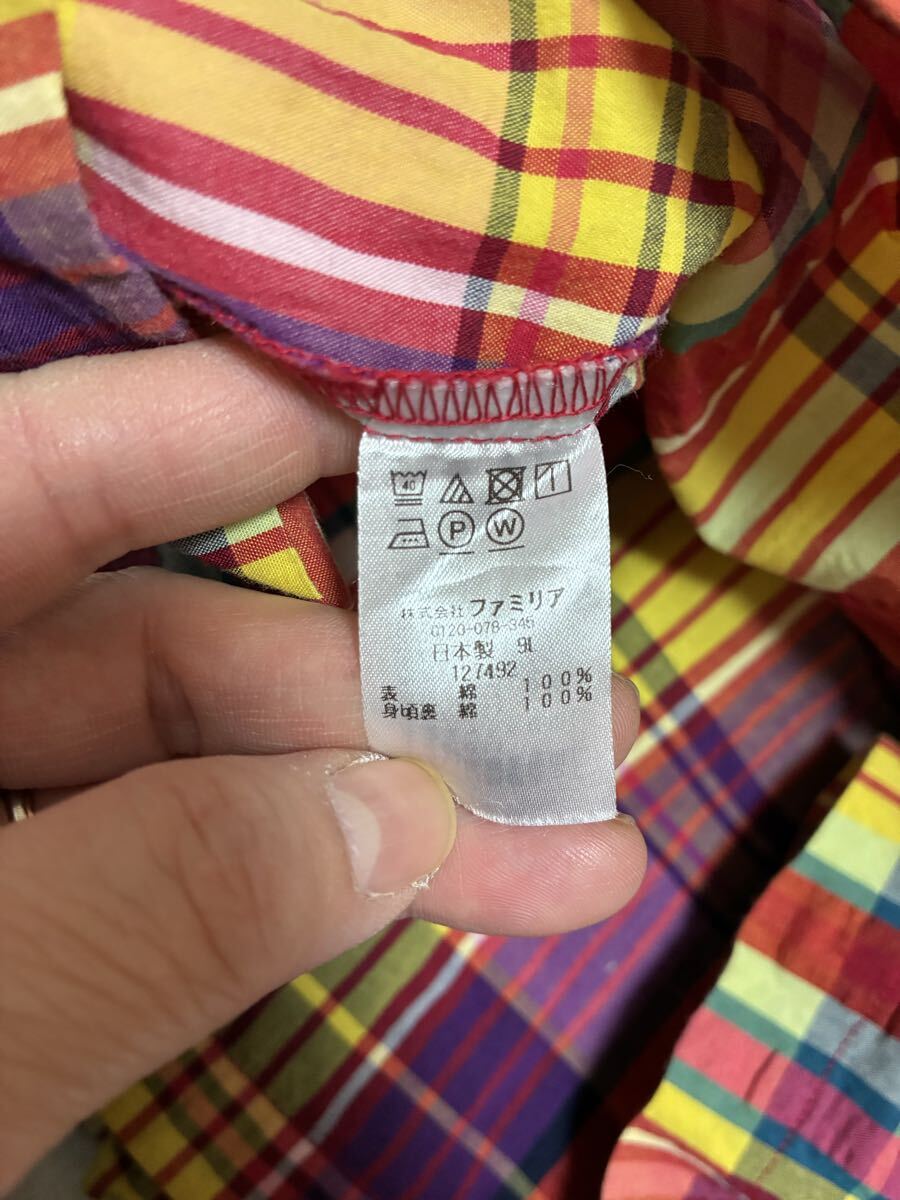 40
P W
株式会社 ファミリア
0120-078-345
日本製 9L
127492
表 綿 100%
身頃裏 綿 100%